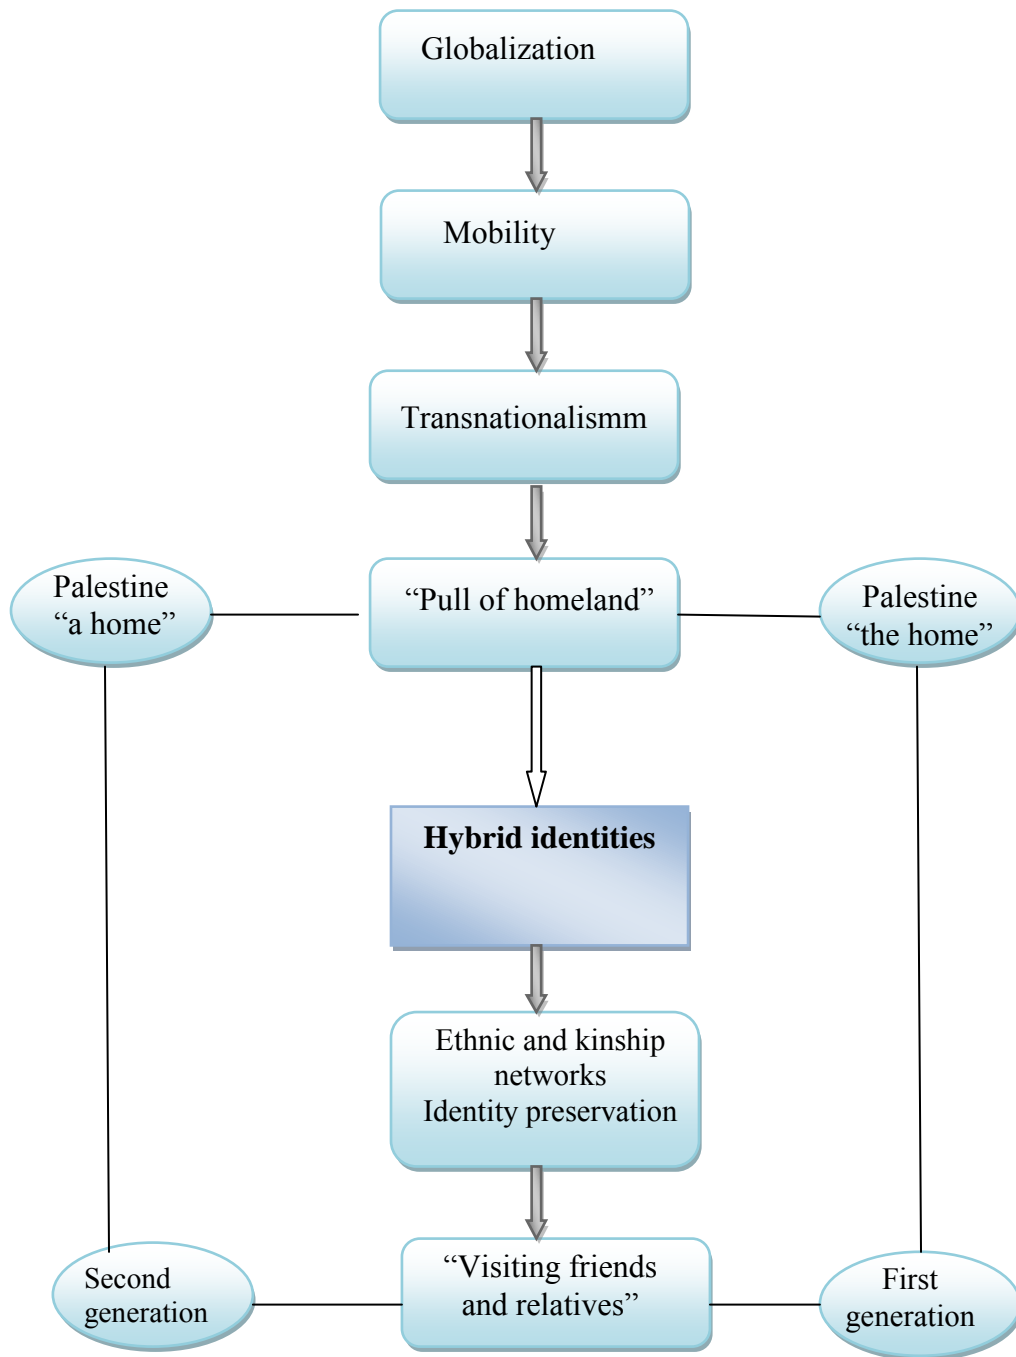 Globalization
Mobility
Transnationalismm
Palestine
“a home”
“Pull of homeland”
Palestine
“the home”
Hybrid identities
Ethnic and kinship
networks
Identity preservation
Second
generation
“Visiting friends
and relatives”
First
generation